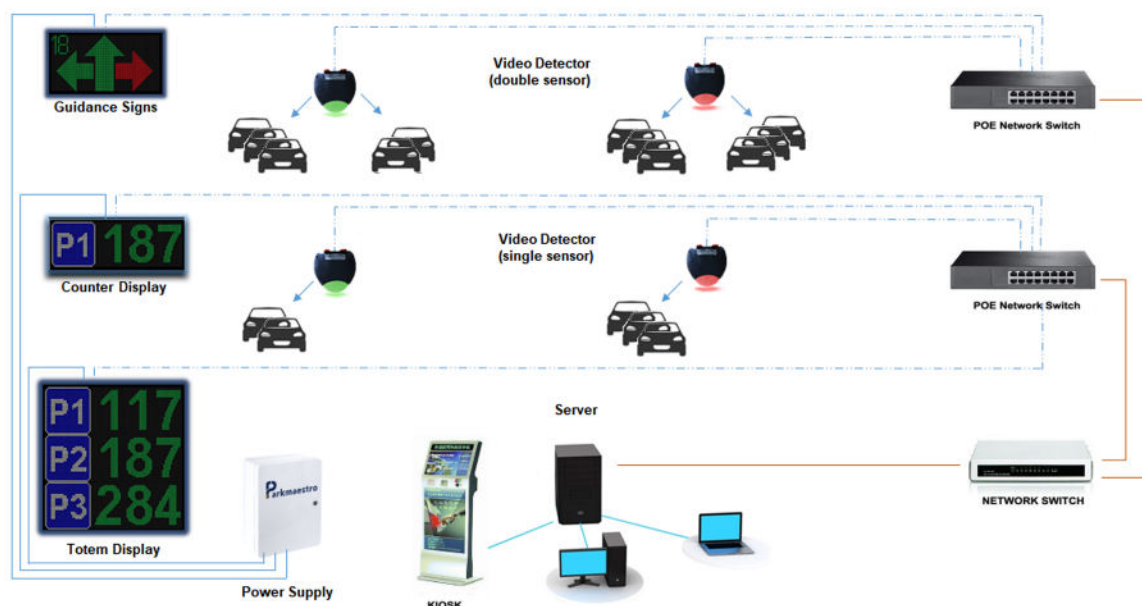 18
Guidance Signs
Video Detector
(double sensor)
POE Network Switch
P1 187
Counter Display
Video Detector
(single sensor)
POE Network Switch
P1 117
P2 187
P3 284
Totem Display
Parkmaestro
Power Supply
Server
KIOSK
NETWORK SWITCH